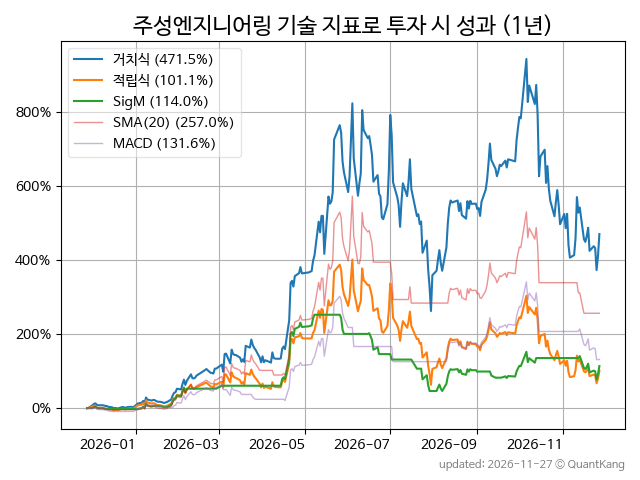 주성엔지니어링 기술 지표로 투자 시 성과 (1년)
거치식 (471.5%)
적립식 (101.1%)
SigM (114.0%)
SMA(20) (257.0%)
MACD (131.6%)
800%
600%
400%
200%
0%
2026-01 2026-03 2026-05 2026-07 2026-09 2026-11
updated: 2026-11-27 © QuantKang